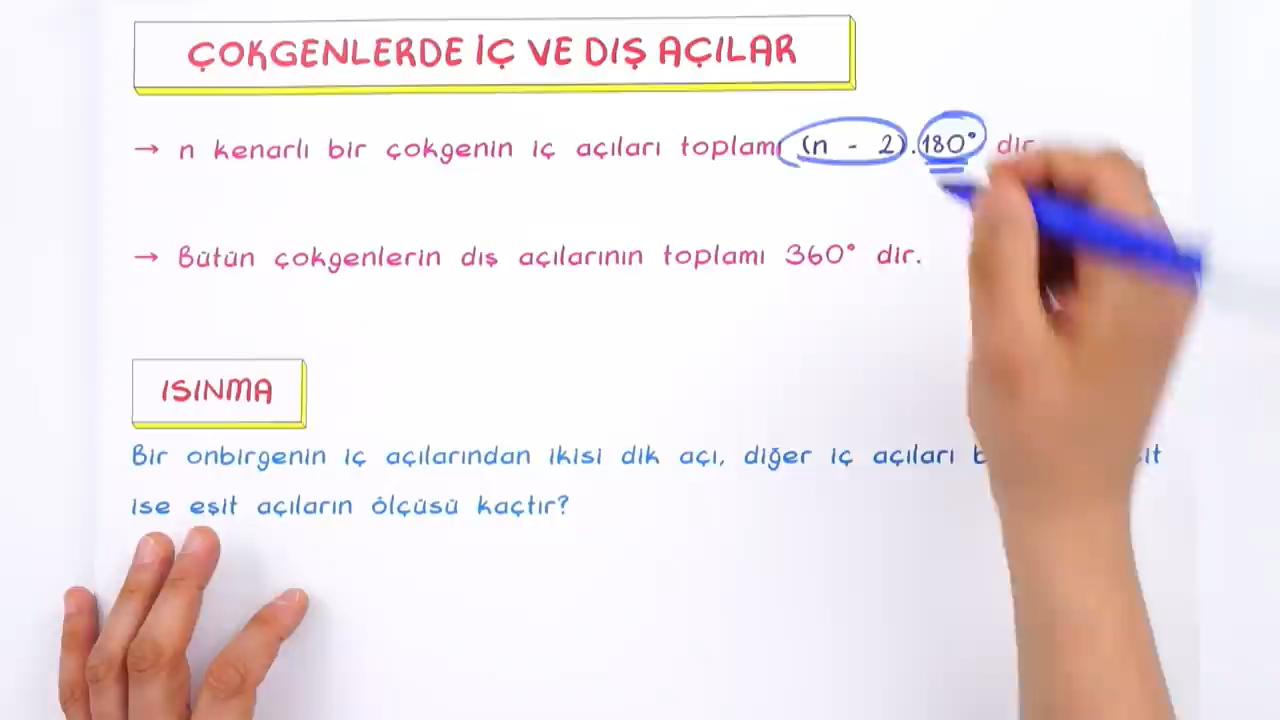 ÇOKGENLERDE İÇ VE DIŞ AÇILAR
→ n kenarlı bir çokgenin iç açıları toplamı (n - 2).180° dir
→ Bütün çokgenlerin dış açılarının toplamı 360° dir.
ISINMA
Bir onbirgenin iç açılarından ikisi dik açı, diğer iç açıları
ise eşit açıların ölçüsü kaçtır?